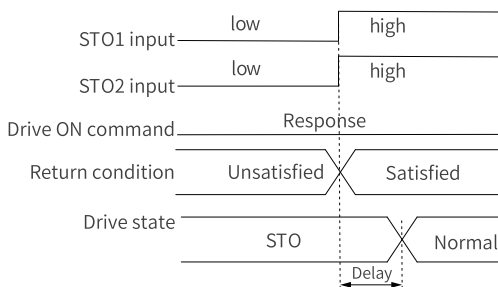 low
high
STO1 input
low
high
STO2 input
Response
Drive ON command
Return condition
Unsatisfied
Satisfied
Drive state
STO
Normal
Delay